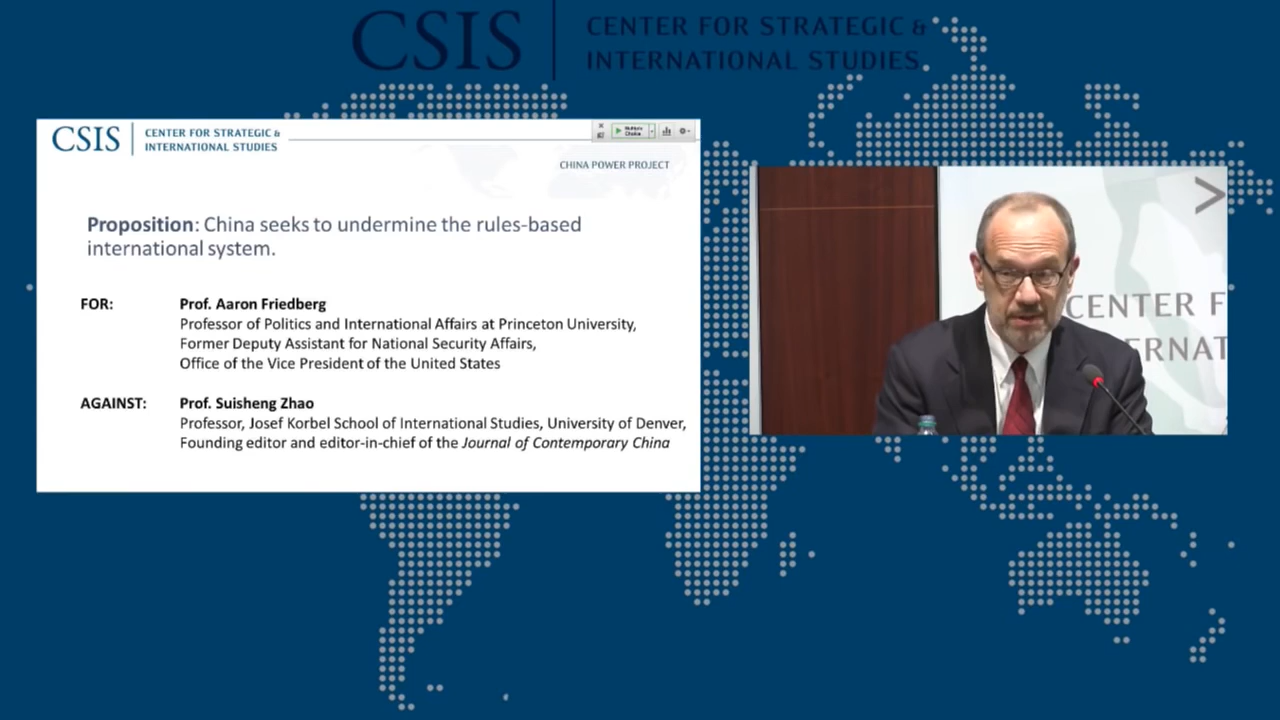 CSIS
CENTER FOR STRATEGIC &
INTERNATIONAL STUDIES
CSIS
CENTER FOR STRATEGIC &
INTERNATIONAL STUDIES
Multiple
Choice
CHINA POWER PROJECT
Proposition: China seeks to undermine the rules-based
international system.
FOR: Prof. Aaron Friedberg
Professor of Politics and International Affairs at Princeton University,
Former Deputy Assistant for National Security Affairs,
Office of the Vice President of the United States
AGAINST: Prof. Suisheng Zhao
Professor, Josef Korbel School of International Studies, University of Denver,
Founding editor and editor-in-chief of the Journal of Contemporary China
CENTER F
ERNAT